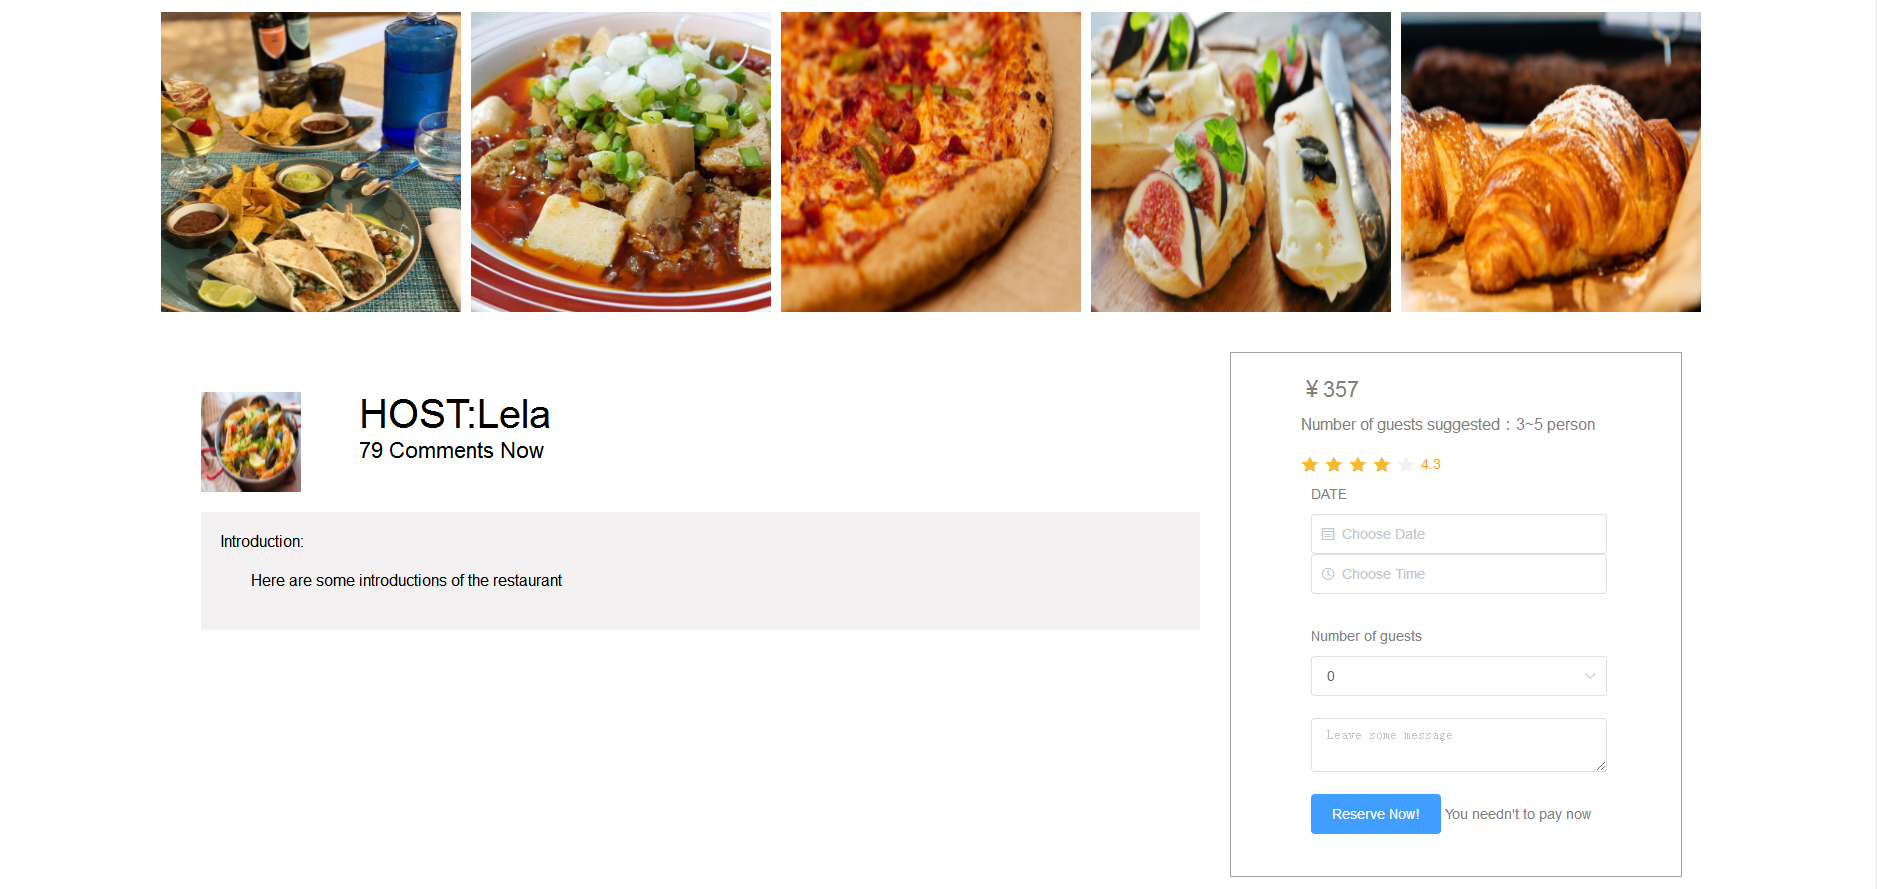 HOST:Lela
79 Comments Now
Introduction:
Here are some introductions of the restaurant
¥ 357
Number of guests suggested：3~5 person
4.3
DATE
Choose Date
Choose Time
Number of guests
0
Leave some message
Reserve Now! You needn't to pay now